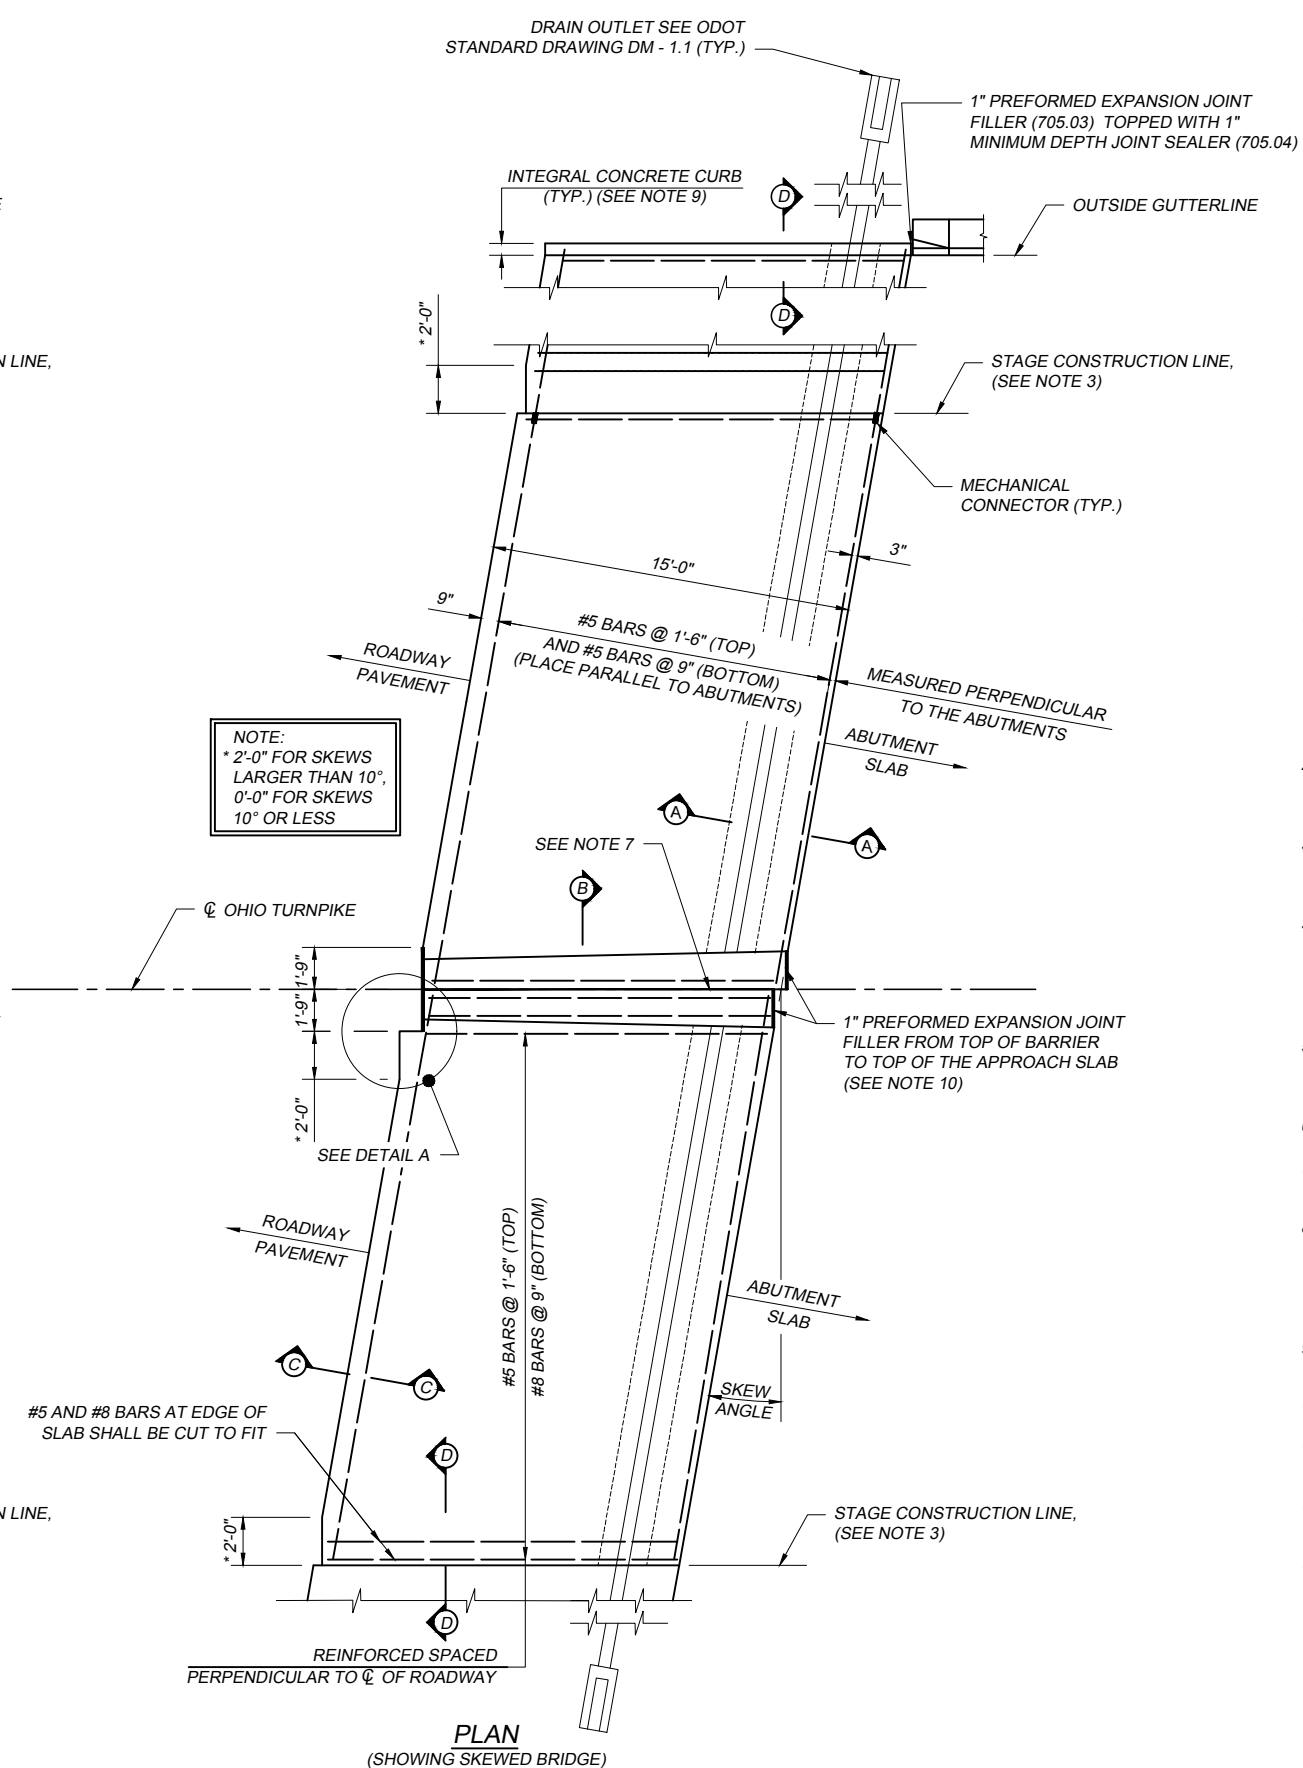 DRAIN OUTLET SEE ODOT
STANDARD DRAWING DM - 1.1 (TYP.)
1" PREFORMED EXPANSION JOINT
FILLER (705.03) TOPPED WITH 1"
MINIMUM DEPTH JOINT SEALER (705.04)
INTEGRAL CONCRETE CURB
(TYP.) (SEE NOTE 9)
D
OUTSIDE GUTTERLINE
D
* 2'-0"
N LINE,
STAGE CONSTRUCTION LINE,
(SEE NOTE 3)
MECHANICAL
CONNECTOR (TYP.)
3"
15'-0"
9"
#5 BARS @ 1'-6" (TOP)
AND #5 BARS @ 9" (BOTTOM)
(PLACE PARALLEL TO ABUTMENTS)
ROADWAY
PAVEMENT
MEASURED PERPENDICULAR
TO THE ABUTMENTS
ABUTMENT
SLAB
NOTE:
* 2'-0" FOR SKEWS
LARGER THAN 10°,
0'-0" FOR SKEWS
10° OR LESS
A
A
SEE NOTE 7
B
℄ OHIO TURNPIKE
1'-9"
1'-9"
* 2'-0"
1" PREFORMED EXPANSION JOINT
FILLER FROM TOP OF BARRIER
TO TOP OF THE APPROACH SLAB
(SEE NOTE 10)
SEE DETAIL A
ROADWAY
PAVEMENT
#5 BARS @ 1'-6" (TOP)
#8 BARS @ 9" (BOTTOM)
ABUTMENT
SLAB
C
C
SKEW
ANGLE
#5 AND #8 BARS AT EDGE OF
SLAB SHALL BE CUT TO FIT
D
N LINE,
* 2'-0"
STAGE CONSTRUCTION LINE,
(SEE NOTE 3)
D
REINFORCED SPACED
PERPENDICULAR TO ℄ OF ROADWAY
PLAN
(SHOWING SKEWED BRIDGE)